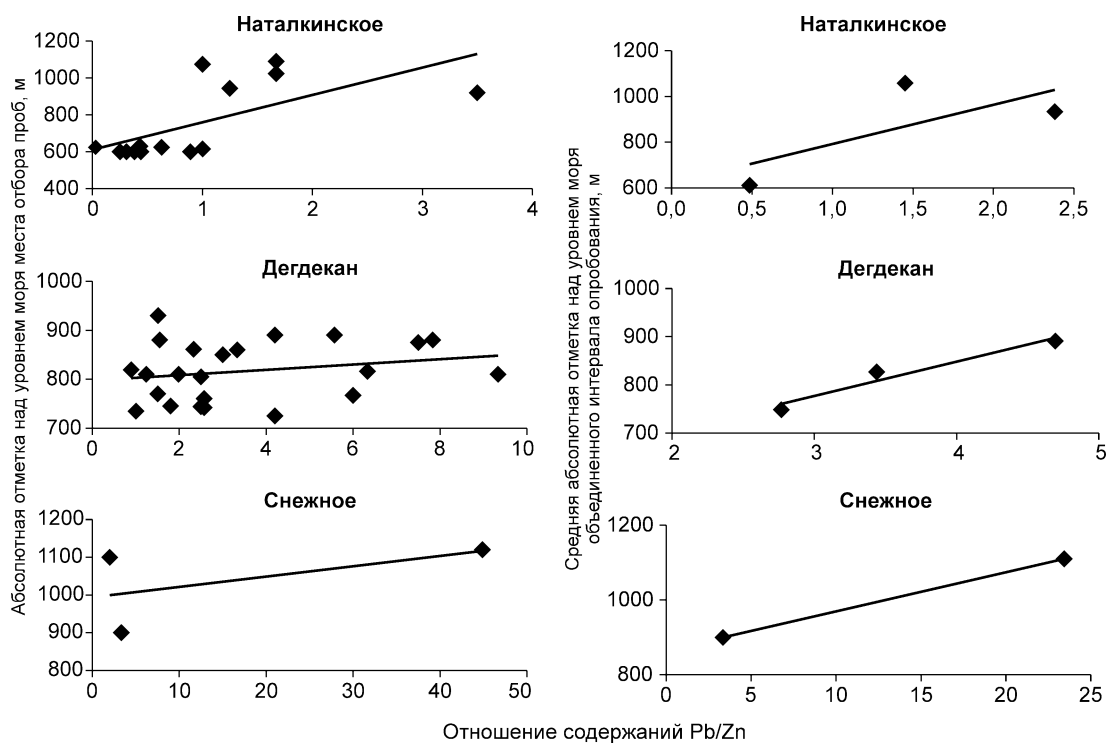 Абсолютная отметка над уровнем моря места отбора проб, м
Наталкинское
1200
1000
800
600
400
0 1 2 3 4
Дегдекан
1000
900
800
700
0 2 4 6 8 10
Снежное
1200
1100
1000
900
800
0 10 20 30 40 50
Средняя абсолютная отметка над уровнем моря
объединенного интервала опробования, м
Наталкинское
1200
1000
800
600
0,0 0,5 1,0 1,5 2,0 2,5
Дегдекан
1000
900
800
700
2 3 4 5
Снежное
1200
1000
800
0 5 10 15 20 25
Отношение содержаний Pb/Zn